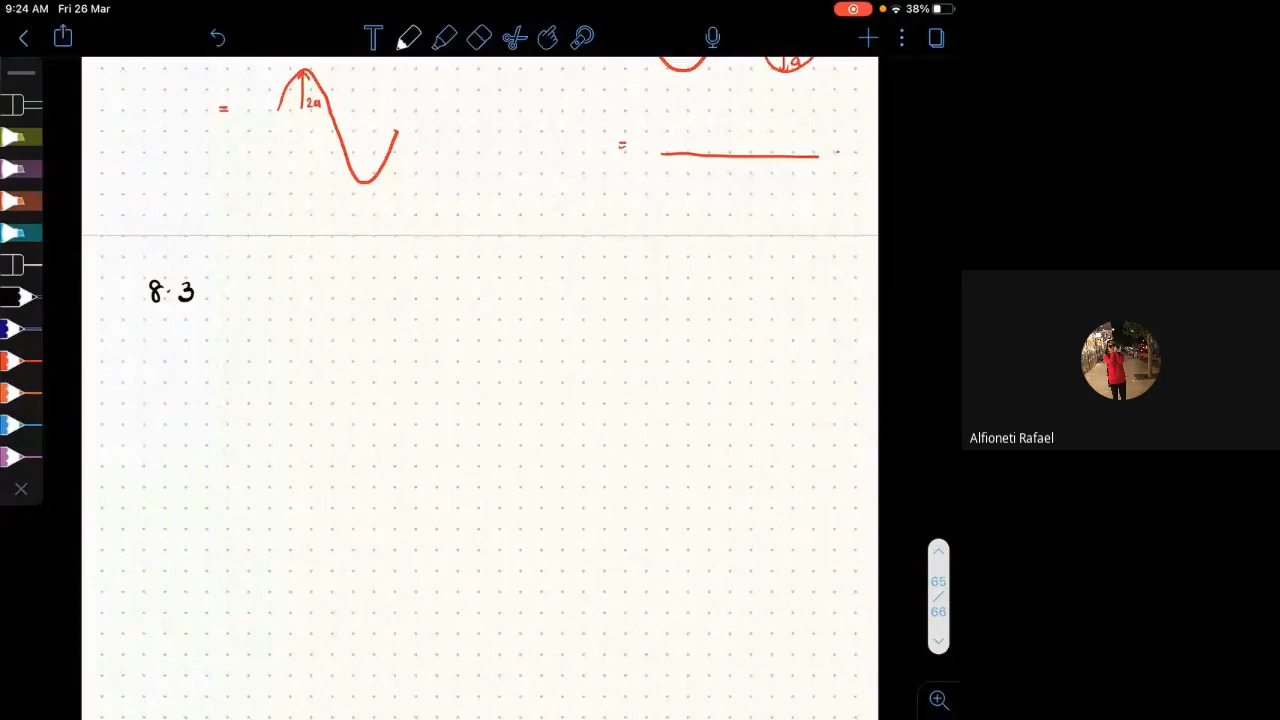 9:24 AM Fri 26 Mar
38%
a
= 2a
=
8.3
65
/
66
Alfioneti Rafael